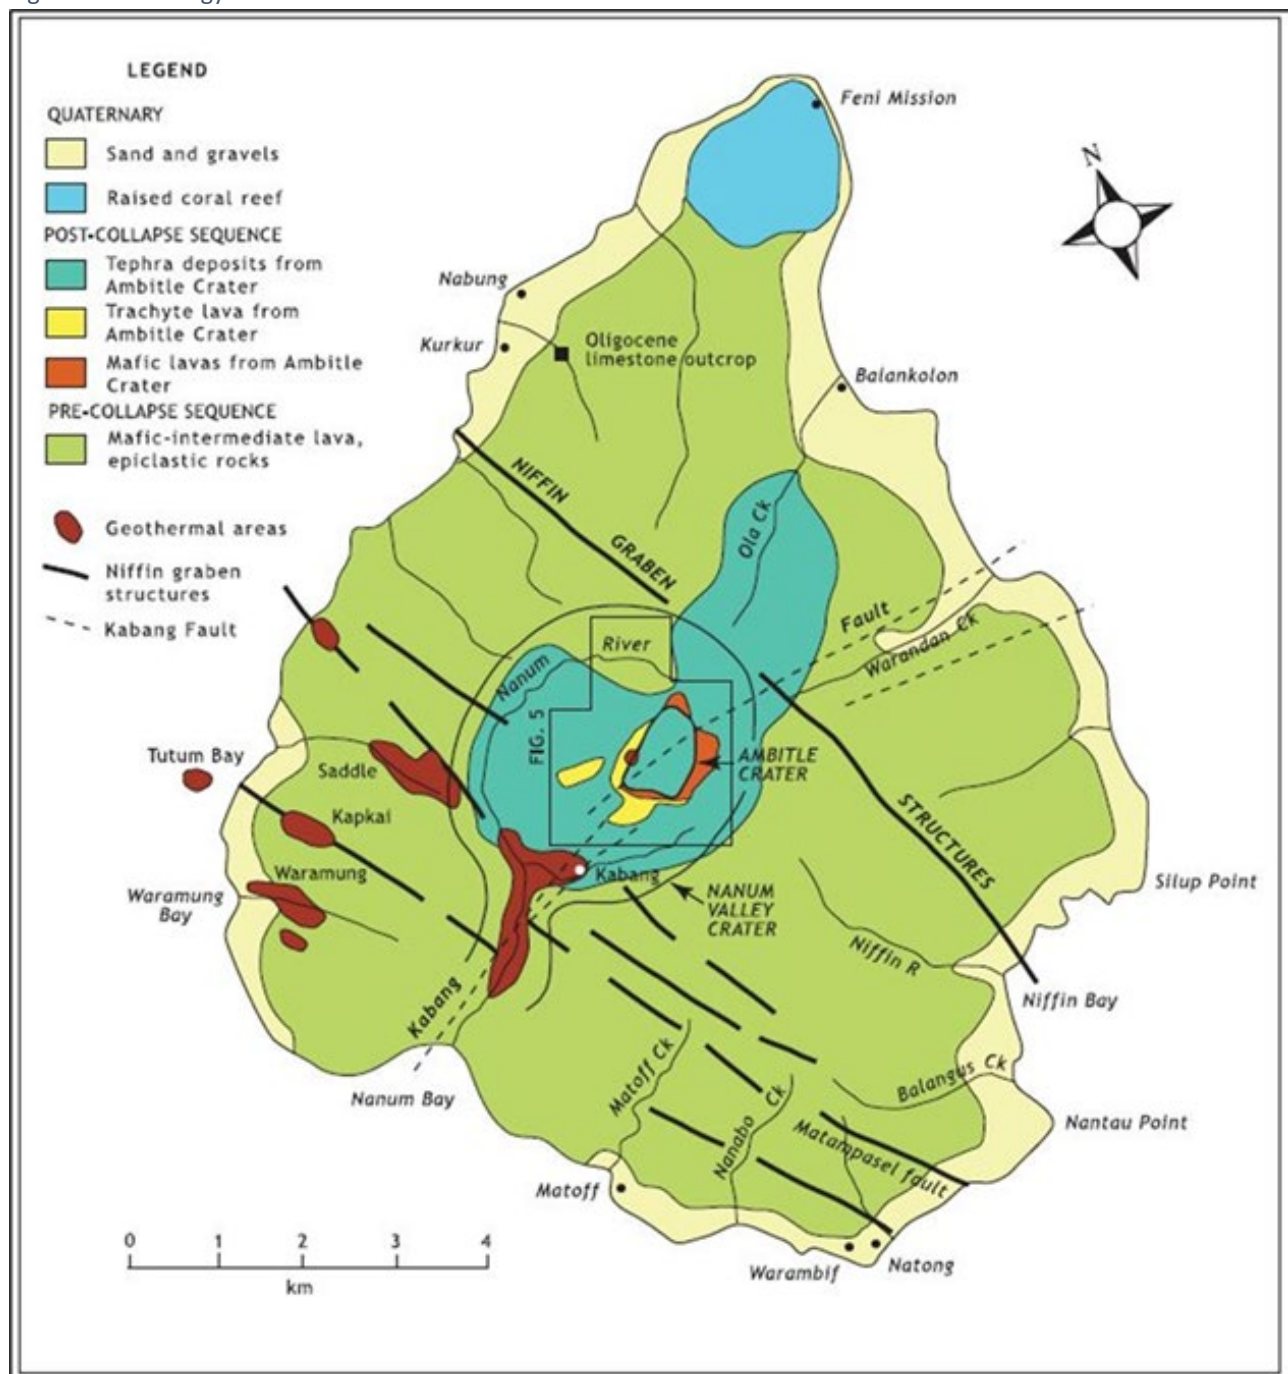 LEGEND
QUATERNARY
Sand and gravels
Raised coral reef
POST-COLLAPSE SEQUENCE
Tephra deposits from
Ambitle Crater
Trachyte lava from
Ambitle Crater
Mafic lavas from Ambitle
Crater
PRE-COLLAPSE SEQUENCE
Mafic-intermediate lava,
epiclastic rocks
Geothermal areas
Niffin graben
structures
Kabang Fault
Feni Mission
N
Nabung
Kurkur
Oligocene
limestone outcrop
Balankolon
NIFFIN
GRABEN
Ola Ck
Fault
Warandan Ck
River
Nanum
FIG. 5
AMBITLE
CRATER
STRUCTURES
Tutum Bay
Saddle
Kapkai
Waramung
Waramung
Bay
Kabang
NANUM
VALLEY
CRATER
Silup Point
Niffin R
Niffin Bay
Kabang
Nanum Bay
Matoff Ck
Nanabo Ck
Balangus Ck
Matampasel fault
Nantau Point
Matoff
Warambif
Natong
0 1 2 3 4
km